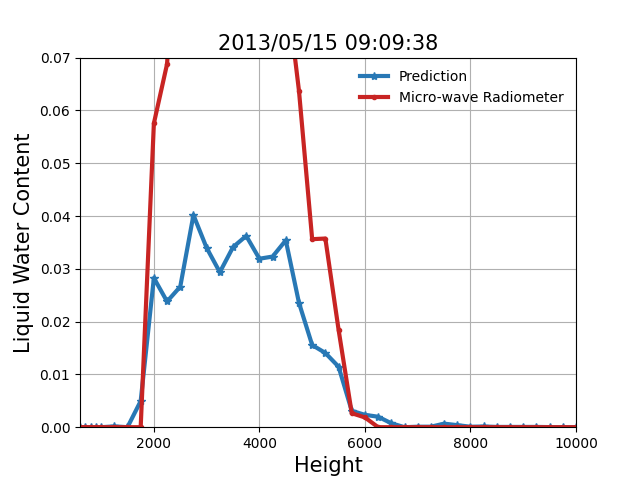 2013/05/15 09:09:38
0.07
0.06
0.05
0.04
0.03
0.02
0.01
0.00
Liquid Water Content
Prediction
Micro-wave Radiometer
2000 4000 6000 8000 10000
Height